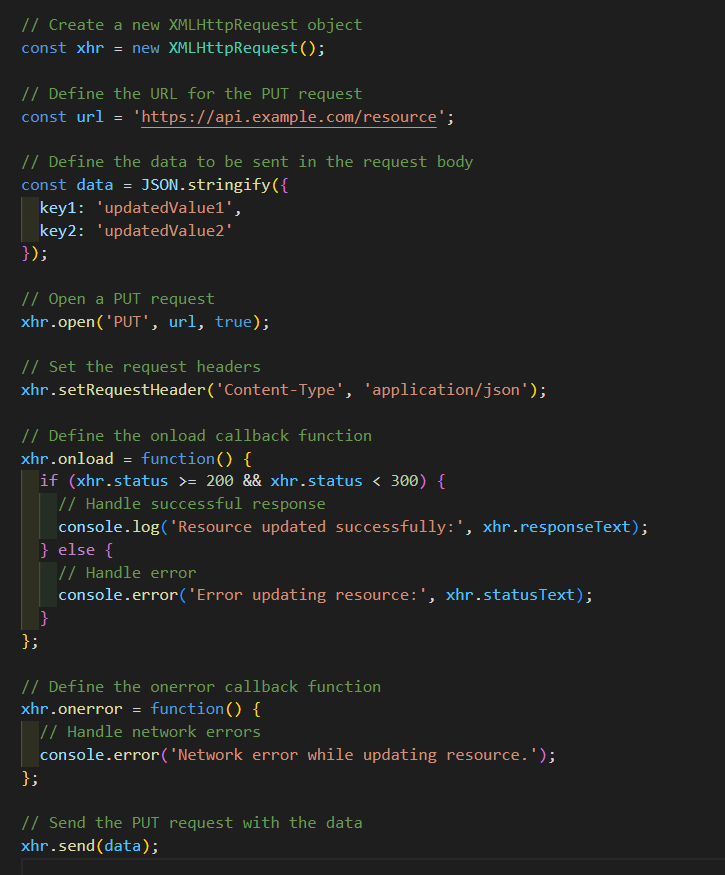 // Create a new XMLHttpRequest object
const xhr = new XMLHttpRequest();
// Define the URL for the PUT request
const url = 'https://api.example.com/resource';
// Define the data to be sent in the request body
const data = JSON.stringify({
  key1: 'updatedValue1',
  key2: 'updatedValue2'
});
// Open a PUT request
xhr.open('PUT', url, true);
// Set the request headers
xhr.setRequestHeader('Content-Type', 'application/json');
// Define the onload callback function
xhr.onload = function() {
  if (xhr.status >= 200 && xhr.status < 300) {
    // Handle successful response
    console.log('Resource updated successfully:', xhr.responseText);
  } else {
    // Handle error
    console.error('Error updating resource:', xhr.statusText);
  }
};
// Define the onerror callback function
xhr.onerror = function() {
  // Handle network errors
  console.error('Network error while updating resource.');
};
// Send the PUT request with the data
xhr.send(data);